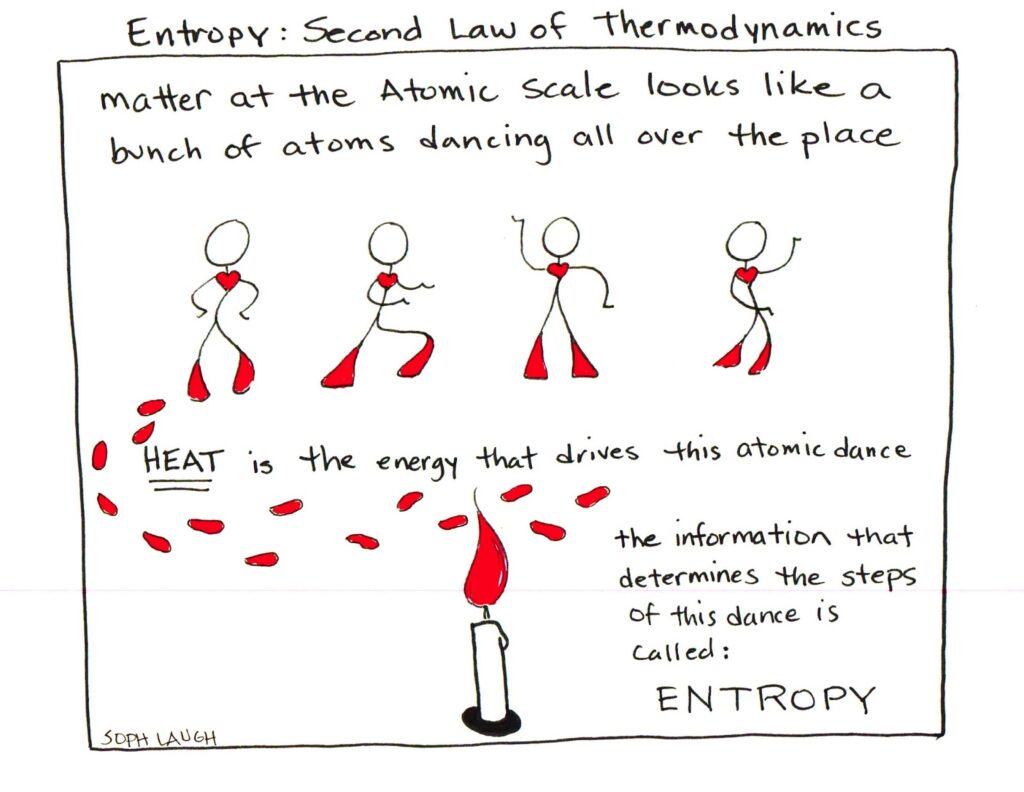 Entropy: Second Law of Thermodynamics
matter at the Atomic Scale looks like a
bunch of atoms dancing all over the place
HEAT is the energy that drives this atomic dance
the information that
determines the steps
of this dance is
called:
ENTROPY
SOPH LAUGH